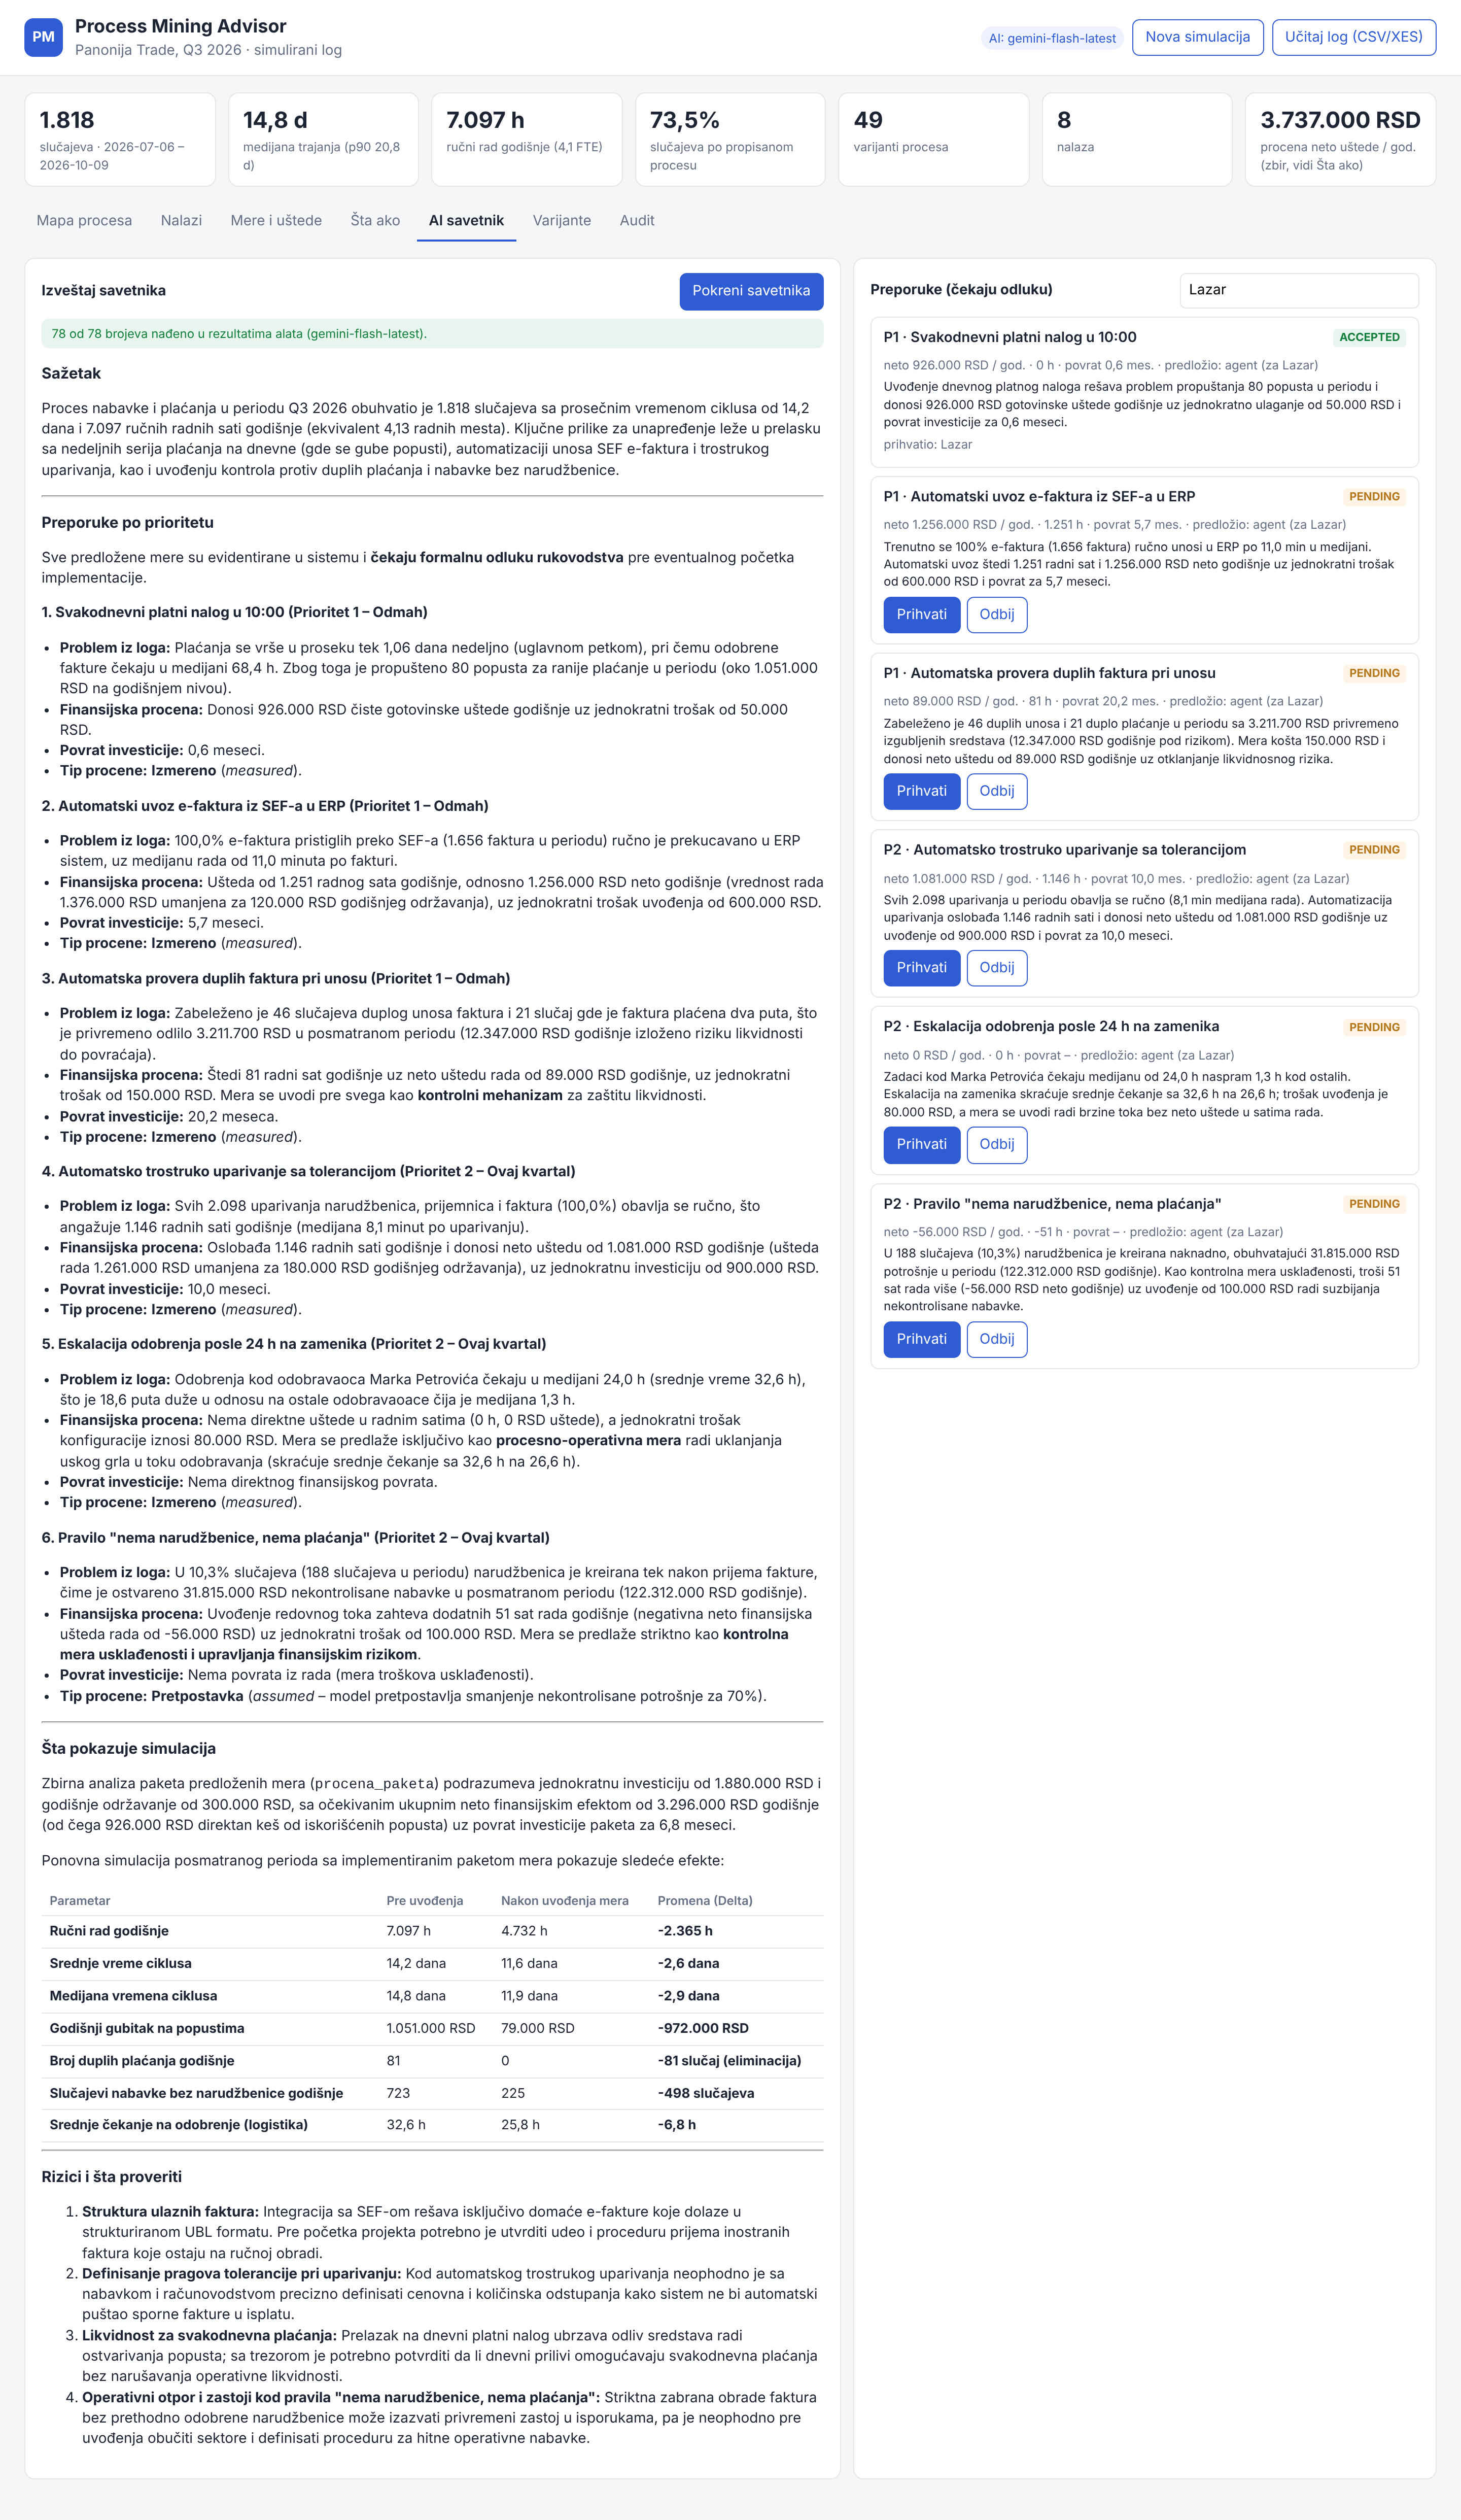 PM
Process Mining Advisor
Panonija Trade, Q3 2026 · simulirani log
AI: gemini-flash-latest
Nova simulacija
Učitaj log (CSV/XES)
1.818
slučajeva · 2026-07-06 –
2026-10-09
14,8 d
medijana trajanja (p90 20,8
d)
7.097 h
ručni rad godišnje (4,1 FTE)
73,5%
slučajeva po propisanom
procesu
49
varijanti procesa
8
nalaza
3.737.000 RSD
procena neto uštede / god.
(zbir, vidi Šta ako)
Mapa procesa
Nalazi
Mere i uštede
Šta ako
AI savetnik
Varijante
Audit
Izveštaj savetnika
Pokreni savetnika
78 od 78 brojeva nađeno u rezultatima alata (gemini-flash-latest).
Sažetak
Proces nabavke i plaćanja u periodu Q3 2026 obuhvatio je 1.818 slučajeva sa prosečnim vremenom ciklusa od 14,2
dana i 7.097 ručnih radnih sati godišnje (ekvivalent 4,13 radnih mesta). Ključne prilike za unapređenje leže u prelasku
sa nedeljnih serija plaćanja na dnevne (gde se gube popusti), automatizaciji unosa SEF e-faktura i trostrukog
uparivanja, kao i uvođenju kontrola protiv duplih plaćanja i nabavke bez narudžbenice.
Preporuke po prioritetu
Sve predložene mere su evidentirane u sistemu i čekaju formalnu odluku rukovodstva pre eventualnog početka
implementacije.
1. Svakodnevni platni nalog u 10:00 (Prioritet 1 – Odmah)
• Problem iz loga: Plaćanja se vrše u proseku tek 1,06 dana nedeljno (uglavnom petkom), pri čemu odobrene
fakture čekaju u medijani 68,4 h. Zbog toga je propušteno 80 popusta za ranije plaćanje u periodu (oko 1.051.000
RSD na godišnjem nivou).
• Finansijska procena: Donosi 926.000 RSD čiste gotovinske uštede godišnje uz jednokratni trošak od 50.000
RSD.
• Povrat investicije: 0,6 meseci.
• Tip procene: Izmereno (measured).
2. Automatski uvoz e-faktura iz SEF-a u ERP (Prioritet 1 – Odmah)
• Problem iz loga: 100,0% e-faktura pristiglih preko SEF-a (1.656 faktura u periodu) ručno je prekucavano u ERP
sistem, uz medijanu rada od 11,0 minuta po fakturi.
• Finansijska procena: Ušteda od 1.251 radnog sata godišnje, odnosno 1.256.000 RSD neto godišnje (vrednost rada
1.376.000 RSD umanjena za 120.000 RSD godišnjeg održavanja), uz jednokratni trošak uvođenja od 600.000 RSD.
• Povrat investicije: 5,7 meseci.
• Tip procene: Izmereno (measured).
3. Automatska provera duplih faktura pri unosu (Prioritet 1 – Odmah)
• Problem iz loga: Zabeleženo je 46 slučajeva duplog unosa faktura i 21 slučaj gde je faktura plaćena dva puta, što
je privremeno odlilo 3.211.700 RSD u posmatranom periodu (12.347.000 RSD godišnje izloženo riziku likvidnosti
do povraćaja).
• Finansijska procena: Štedi 81 radni sat godišnje uz neto uštedu rada od 89.000 RSD godišnje, uz jednokratni
trošak od 150.000 RSD. Mera se uvodi pre svega kao kontrolni mehanizam za zaštitu likvidnosti.
• Povrat investicije: 20,2 meseca.
• Tip procene: Izmereno (measured).
4. Automatsko trostruko uparivanje sa tolerancijom (Prioritet 2 – Ovaj kvartal)
• Problem iz loga: Svih 2.098 uparivanja narudžbenica, prijemnica i faktura (100,0%) obavlja se ručno, što
angažuje 1.146 radnih sati godišnje (medijana 8,1 minut po uparivanju).
• Finansijska procena: Oslobađa 1.146 radnih sati godišnje i donosi neto uštedu od 1.081.000 RSD godišnje (ušteda
rada 1.261.000 RSD umanjena za 180.000 RSD godišnjeg održavanja), uz jednokratnu investiciju od 900.000 RSD.
• Povrat investicije: 10,0 meseci.
• Tip procene: Izmereno (measured).
5. Eskalacija odobrenja posle 24 h na zamenika (Prioritet 2 – Ovaj kvartal)
• Problem iz loga: Odobrenja kod odobravaoca Marka Petrovića čekaju u medijani 24,0 h (srednje vreme 32,6 h),
što je 18,6 puta duže u odnosu na ostale odobravaoace čija je medijana 1,3 h.
• Finansijska procena: Nema direktne uštede u radnim satima (0 h, 0 RSD uštede), a jednokratni trošak
konfiguracije iznosi 80.000 RSD. Mera se predlaže isključivo kao procesno-operativna mera radi uklanjanja
uskog grla u toku odobravanja (skraćuje srednje čekanje sa 32,6 h na 26,6 h).
• Povrat investicije: Nema direktnog finansijskog povrata.
• Tip procene: Izmereno (measured).
6. Pravilo "nema narudžbenice, nema plaćanja" (Prioritet 2 – Ovaj kvartal)
• Problem iz loga: U 10,3% slučajeva (188 slučajeva u periodu) narudžbenica je kreirana tek nakon prijema fakture,
čime je ostvareno 31.815.000 RSD nekontrolisane nabavke u posmatranom periodu (122.312.000 RSD godišnje).
• Finansijska procena: Uvođenje redovnog toka zahteva dodatnih 51 sat rada godišnje (negativna neto finansijska
ušteda rada od -56.000 RSD) uz jednokratni trošak od 100.000 RSD. Mera se predlaže striktno kao kontrolna
mera usklađenosti i upravljanja finansijskim rizikom.
• Povrat investicije: Nema povrata iz rada (mera troškova usklađenosti).
• Tip procene: Pretpostavka (assumed – model pretpostavlja smanjenje nekontrolisane potrošnje za 70%).
Šta pokazuje simulacija
Zbirna analiza paketa predloženih mera (procena_paketa) podrazumeva jednokratnu investiciju od 1.880.000 RSD i
godišnje održavanje od 300.000 RSD, sa očekivanim ukupnim neto finansijskim efektom od 3.296.000 RSD godišnje
(od čega 926.000 RSD direktan keš od iskorišćenih popusta) uz povrat investicije paketa za 6,8 meseci.
Ponovna simulacija posmatranog perioda sa implementiranim paketom mera pokazuje sledeće efekte:
Parametar Pre uvođenja Nakon uvođenja mera Promena (Delta)
Ručni rad godišnje 7.097 h 4.732 h -2.365 h
Srednje vreme ciklusa 14,2 dana 11,6 dana -2,6 dana
Medijana vremena ciklusa 14,8 dana 11,9 dana -2,9 dana
Godišnji gubitak na popustima 1.051.000 RSD 79.000 RSD -972.000 RSD
Broj duplih plaćanja godišnje 81 0 -81 slučaj (eliminacija)
Slučajevi nabavke bez narudžbenice godišnje 723 225 -498 slučajeva
Srednje čekanje na odobrenje (logistika) 32,6 h 25,8 h -6,8 h
Rizici i šta proveriti
1. Struktura ulaznih faktura: Integracija sa SEF-om rešava isključivo domaće e-fakture koje dolaze u
strukturiranom UBL formatu. Pre početka projekta potrebno je utvrditi udeo i proceduru prijema inostranih
faktura koje ostaju na ručnoj obradi.
2. Definisanje pragova tolerancije pri uparivanju: Kod automatskog trostrukog uparivanja neophodno je sa
nabavkom i računovodstvom precizno definisati cenovna i količinska odstupanja kako sistem ne bi automatski
puštao sporne fakture u isplatu.
3. Likvidnost za svakodnevna plaćanja: Prelazak na dnevni platni nalog ubrzava odliv sredstava radi
ostvarivanja popusta; sa trezorom je potrebno potvrditi da li dnevni prilivi omogućavaju svakodnevna plaćanja
bez narušavanja operativne likvidnosti.
4. Operativni otpor i zastoji kod pravila "nema narudžbenice, nema plaćanja": Striktna zabrana obrade faktura
bez prethodno odobrene narudžbenice može izazvati privremeni zastoj u isporukama, pa je neophodno pre
uvođenja obučiti sektore i definisati proceduru za hitne operativne nabavke.
Preporuke (čekaju odluku)
Lazar
P1 · Svakodnevni platni nalog u 10:00
ACCEPTED
neto 926.000 RSD / god. · 0 h · povrat 0,6 mes. · predložio: agent (za Lazar)
Uvođenje dnevnog platnog naloga rešava problem propuštanja 80 popusta u periodu i
donosi 926.000 RSD gotovinske uštede godišnje uz jednokratno ulaganje od 50.000 RSD i
povrat investicije za 0,6 meseci.
prihvatio: Lazar
P1 · Automatski uvoz e-faktura iz SEF-a u ERP
PENDING
neto 1.256.000 RSD / god. · 1.251 h · povrat 5,7 mes. · predložio: agent (za Lazar)
Trenutno se 100% e-faktura (1.656 faktura) ručno unosi u ERP po 11,0 min u medijani.
Automatski uvoz štedi 1.251 radni sat i 1.256.000 RSD neto godišnje uz jednokratni trošak
od 600.000 RSD i povrat za 5,7 meseci.
Prihvati
Odbij
P1 · Automatska provera duplih faktura pri unosu
PENDING
neto 89.000 RSD / god. · 81 h · povrat 20,2 mes. · predložio: agent (za Lazar)
Zabeleženo je 46 duplih unosa i 21 duplo plaćanje u periodu sa 3.211.700 RSD privremeno
izgubljenih sredstava (12.347.000 RSD godišnje pod rizikom). Mera košta 150.000 RSD i
donosi neto uštedu od 89.000 RSD godišnje uz otklanjanje likvidnosnog rizika.
Prihvati
Odbij
P2 · Automatsko trostruko uparivanje sa tolerancijom
PENDING
neto 1.081.000 RSD / god. · 1.146 h · povrat 10,0 mes. · predložio: agent (za Lazar)
Svih 2.098 uparivanja u periodu obavlja se ručno (8,1 min medijana rada). Automatizacija
uparivanja oslobađa 1.146 radnih sati i donosi neto uštedu od 1.081.000 RSD godišnje uz
uvođenje od 900.000 RSD i povrat za 10,0 meseci.
Prihvati
Odbij
P2 · Eskalacija odobrenja posle 24 h na zamenika
PENDING
neto 0 RSD / god. · 0 h · povrat – · predložio: agent (za Lazar)
Zadaci kod Marka Petrovića čekaju medijanu od 24,0 h naspram 1,3 h kod ostalih.
Eskalacija na zamenika skraćuje srednje čekanje sa 32,6 h na 26,6 h; trošak uvođenja je
80.000 RSD, a mera se uvodi radi brzine toka bez neto uštede u satima rada.
Prihvati
Odbij
P2 · Pravilo "nema narudžbenice, nema plaćanja"
PENDING
neto -56.000 RSD / god. · -51 h · povrat – · predložio: agent (za Lazar)
U 188 slučajeva (10,3%) narudžbenica je kreirana naknadno, obuhvatajući 31.815.000 RSD
potrošnje u periodu (122.312.000 RSD godišnje). Kao kontrolna mera usklađenosti, troši 51
sat rada više (-56.000 RSD neto godišnje) uz uvođenje od 100.000 RSD radi suzbijanja
nekontrolisane nabavke.
Prihvati
Odbij